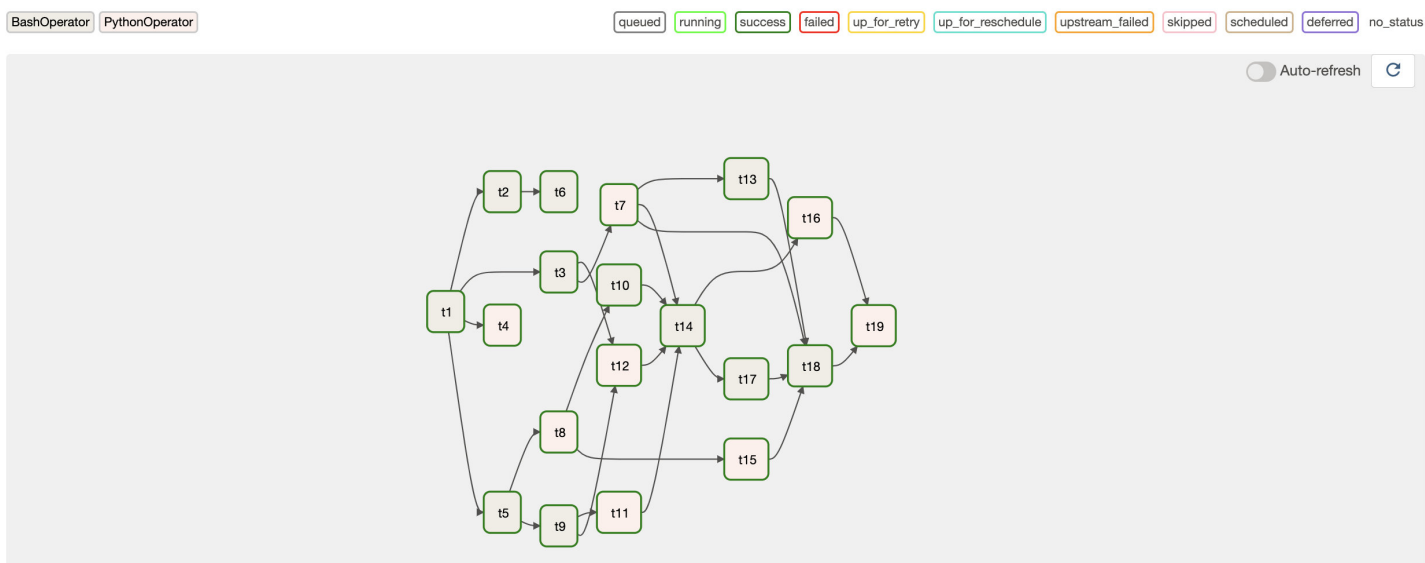 BashOperator PythonOperator queued running success failed up_for_retry up_for_reschedule upstream_failed skipped scheduled deferred no_status
Auto-refresh
t13
t2 t6
t7
t16
t3
t10
t1
t4 t14 t19
t12 t18
t17
t8
t15
t5 t9 t11